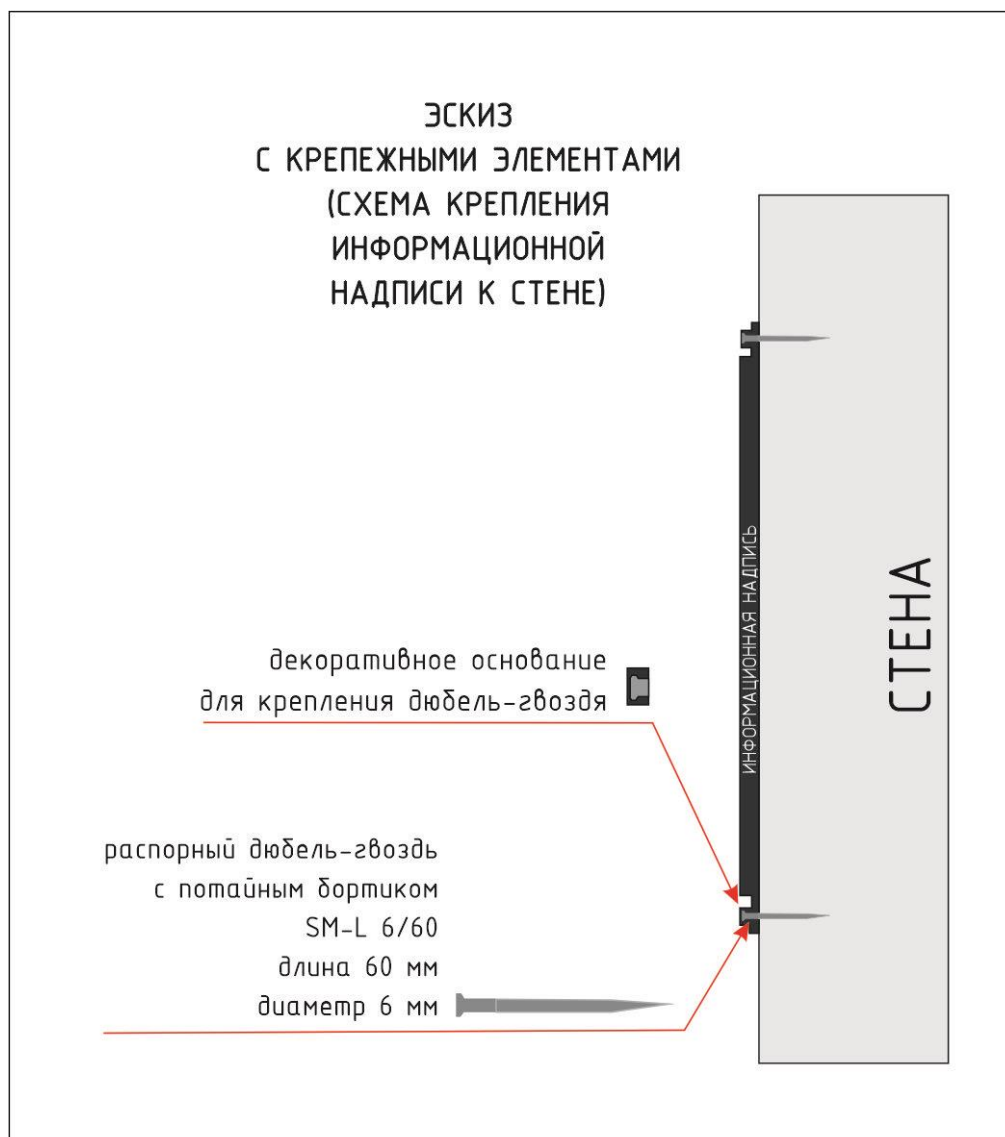 ЭСКИЗ
С КРЕПЕЖНЫМИ ЭЛЕМЕНТАМИ
(СХЕМА КРЕПЛЕНИЯ
ИНФОРМАЦИОННОЙ
НАДПИСИ К СТЕНЕ)
ИНФОРМАЦИОННАЯ НАДПИСЬ
СТЕНА
декоративное основание
для крепления дюбель-гвоздя
распорный дюбель-гвоздь
с потайным бортиком
SM-L 6/60
длина 60 мм
диаметр 6 мм